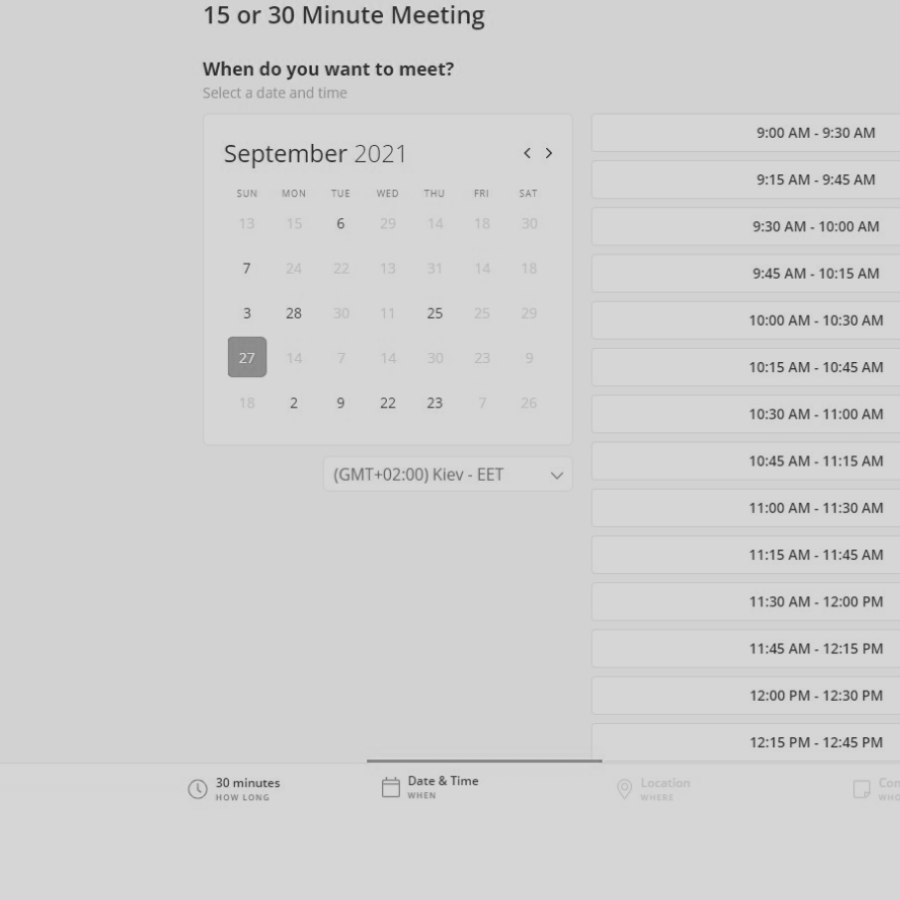 15 or 30 Minute Meeting
When do you want to meet?
Select a date and time
September 2021
SUN MON TUE WED THU FRI SAT
13 15 6 29 14 18 30
7 24 22 13 31 14 18
3 28 30 11 25 25 29
27 14 7 14 30 23 9
18 2 9 22 23 7 26
(GMT+02:00) Kiev - EET
9:00 AM - 9:30 AM
9:15 AM - 9:45 AM
9:30 AM - 10:00 AM
9:45 AM - 10:15 AM
10:00 AM - 10:30 AM
10:15 AM - 10:45 AM
10:30 AM - 11:00 AM
10:45 AM - 11:15 AM
11:00 AM - 11:30 AM
11:15 AM - 11:45 AM
11:30 AM - 12:00 PM
11:45 AM - 12:15 PM
12:00 PM - 12:30 PM
12:15 PM - 12:45 PM
30 minutes
HOW LONG
Date & Time
WHEN
Location
WHERE